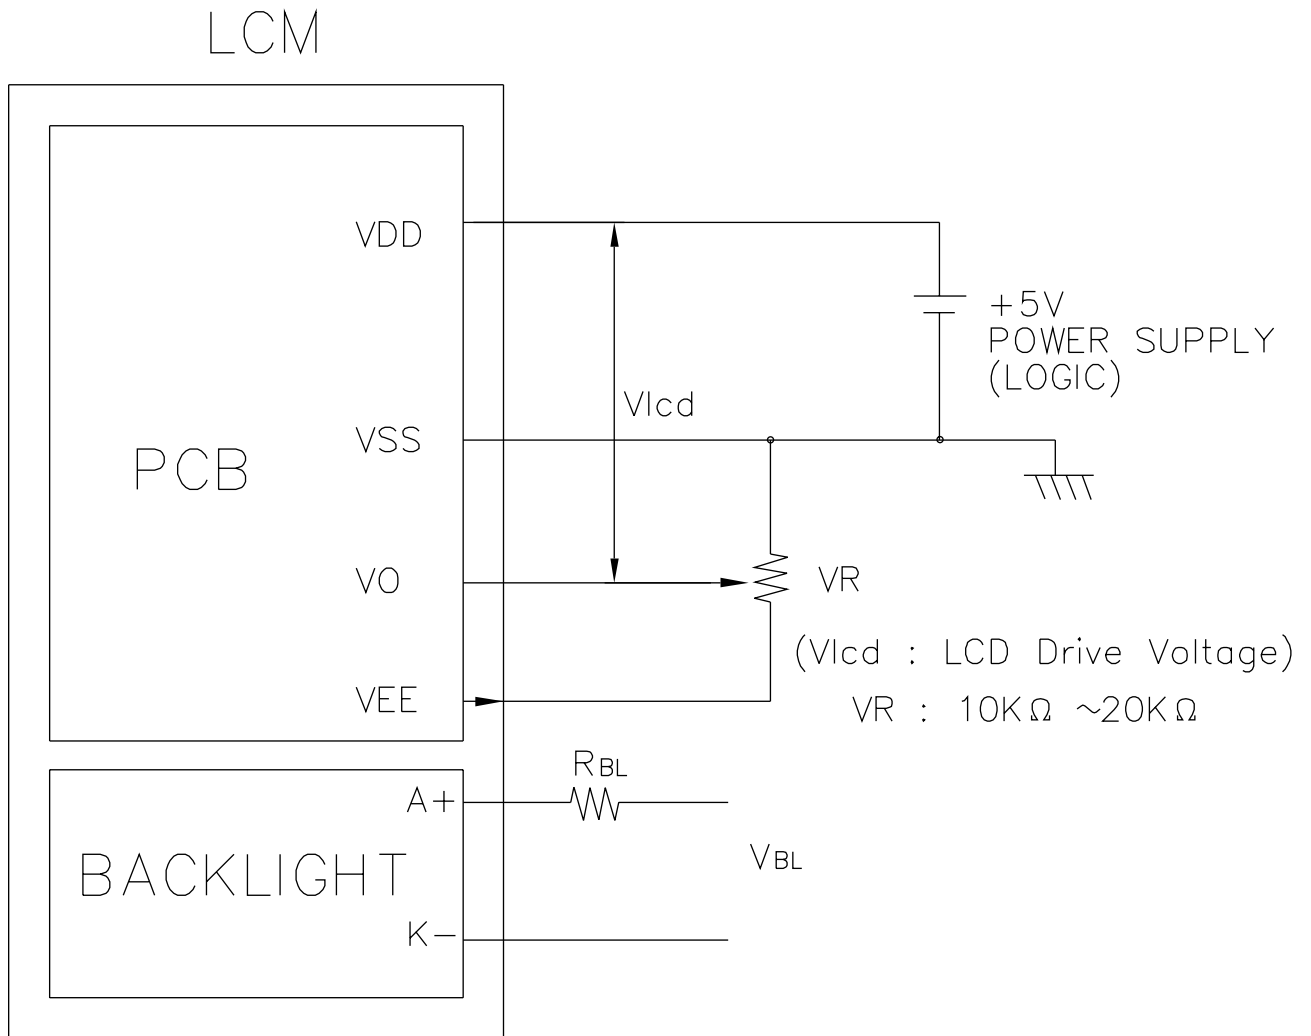 LCM
VDD
+5V
POWER SUPPLY
(LOGIC)
Vlcd
VSS
PCB
VO
VR
(Vlcd : LCD Drive Voltage)
VEE
VR : 10KΩ ~20KΩ
RBL
A+
VBL
BACKLIGHT
K-